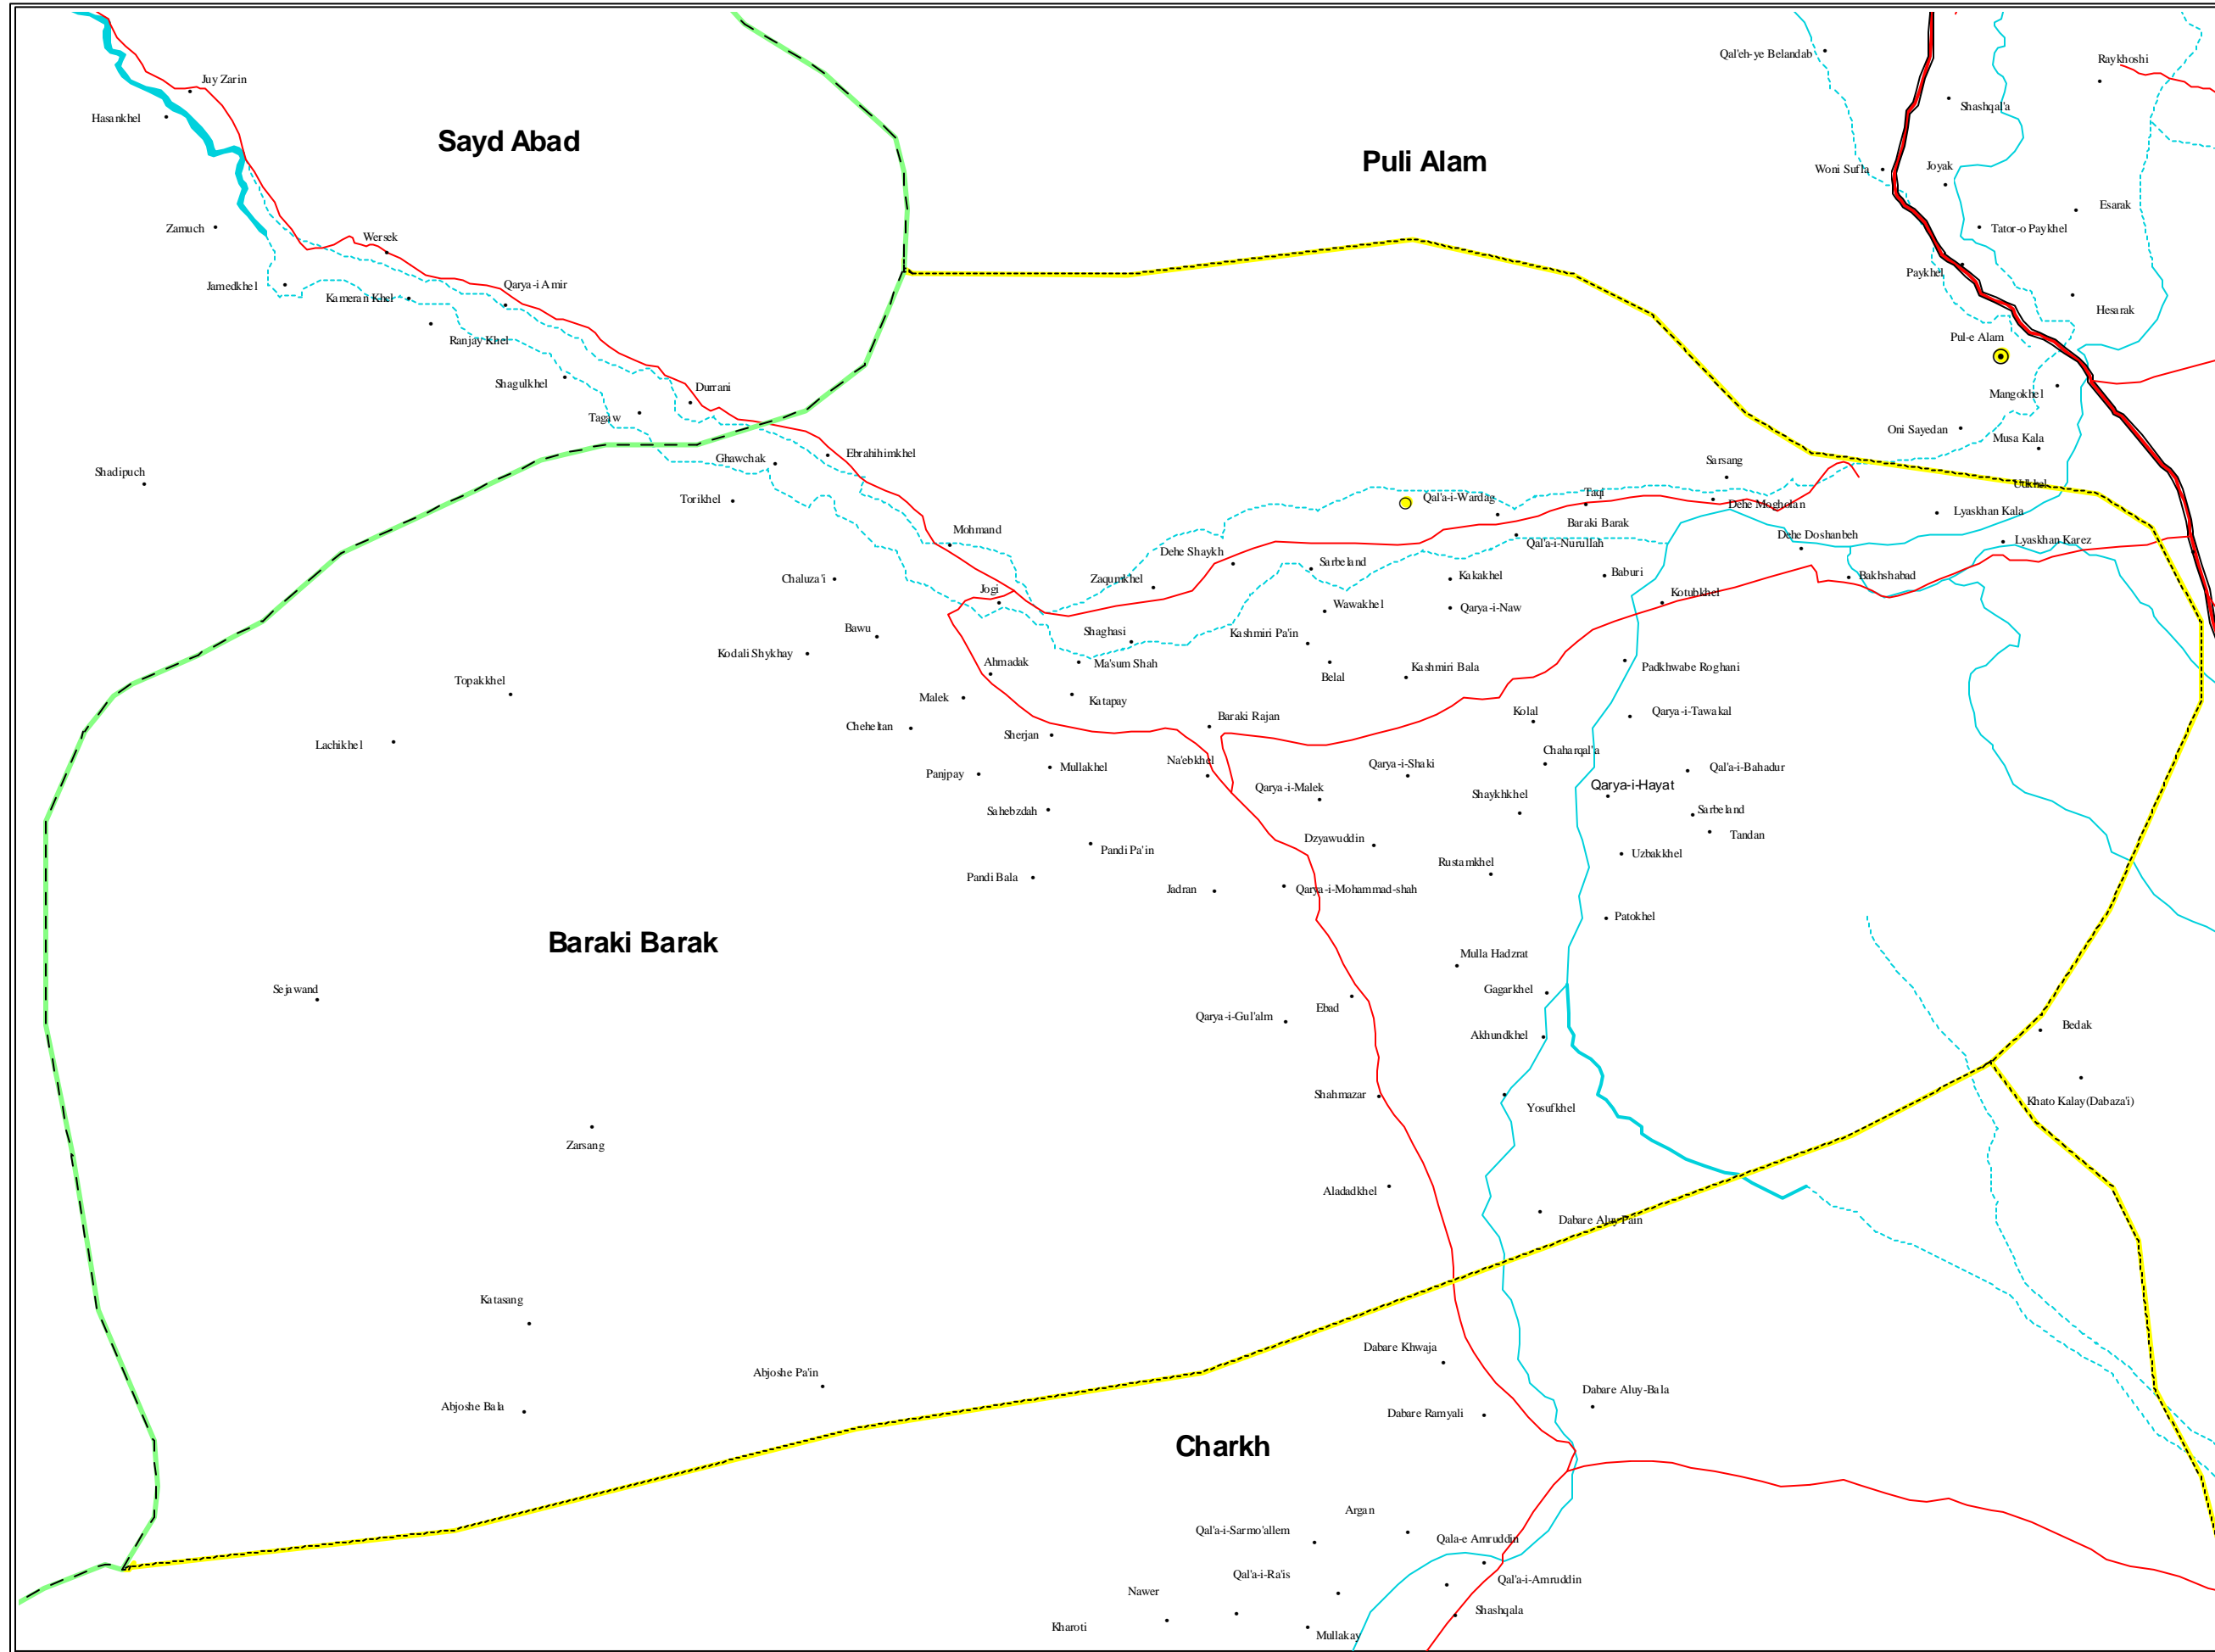 Qal'eh-ye Belandab
Raykhoshi
Juy Zarin
Shashqal'a
Hasankhel
Sayd Abad
Puli Alam
Woni Sufla
Joyak
Esarak
Zamuch
Tator-o Paykhel
Wersek
Paykhel
Jamedkhel
Kameran Khel
Qarya-i Amir
Hesarak
Ranjay Khel
Pul-e Alam
Shagulkhel
Durrani
Mangokhel
Tagaw
Oni Sayedan
Musa Kala
Ghawchak
Ebrahihimkhel
Sarsang
Shadipuch
Udkhel
Torikhel
Qal'a-i-Wardag
Taqi
Dehe Mogholan
Lyaskhan Kala
Baraki Barak
Mohmand
Dehe Doshanbeh
Qal'a-i-Nurullah
Lyaskhan Karez
Dehe Shaykh
Sarbeland
Chaluza'i
Zaqumkhel
Kakakhel
Baburi
Bakhshabad
Jogi
Kotubkhel
Wawakhel
Qarya-i-Naw
Bawu
Shaghasi
Kashmiri Pa'in
Kodali Shykhay
Ahmadak
Ma'sum Shah
Kashmiri Bala
Padkhwabe Roghani
Topakkhel
Belal
Malek
Katapay
Kolal
Qarya-i-Tawakal
Baraki Rajan
Cheheltan
Sherjan
Lachikhel
Chaharqal'a
Na'ebkhel
Qarya-i-Shaki
Panjpay
Mullakhel
Qal'a-i-Bahadur
Qarya-i-Malek
Shaykhkhel
Qarya-i-Hayat
Sahebzdah
Sarbeland
Dzyawuddin
Tandan
Pandi Pa'in
Uzbakkhel
Rustamkhel
Pandi Bala
Jadran
Qarya-i-Mohammad-shah
Patokhel
Baraki Barak
Mulla Hadzrat
Sejawand
Gagarkhel
Ebad
Qarya-i-Gul'alm
Bedak
Akhundkhel
Shahmazar
Yosufkhel
Khato Kalay(Dabaza'i)
Zarsang
Aladadkhel
Dabare Aluy-Pain
Katasang
Dabare Khwaja
Abjoshe Pa'in
Dabare Aluy-Bala
Abjoshe Bala
Dabare Ramyali
Charkh
Argan
Qal'a-i-Sarmo'allem
Qala-e Amruddin
Qal'a-i-Ra'is
Qal'a-i-Amruddin
Nawer
Shashqala
Kharoti
Mullakay